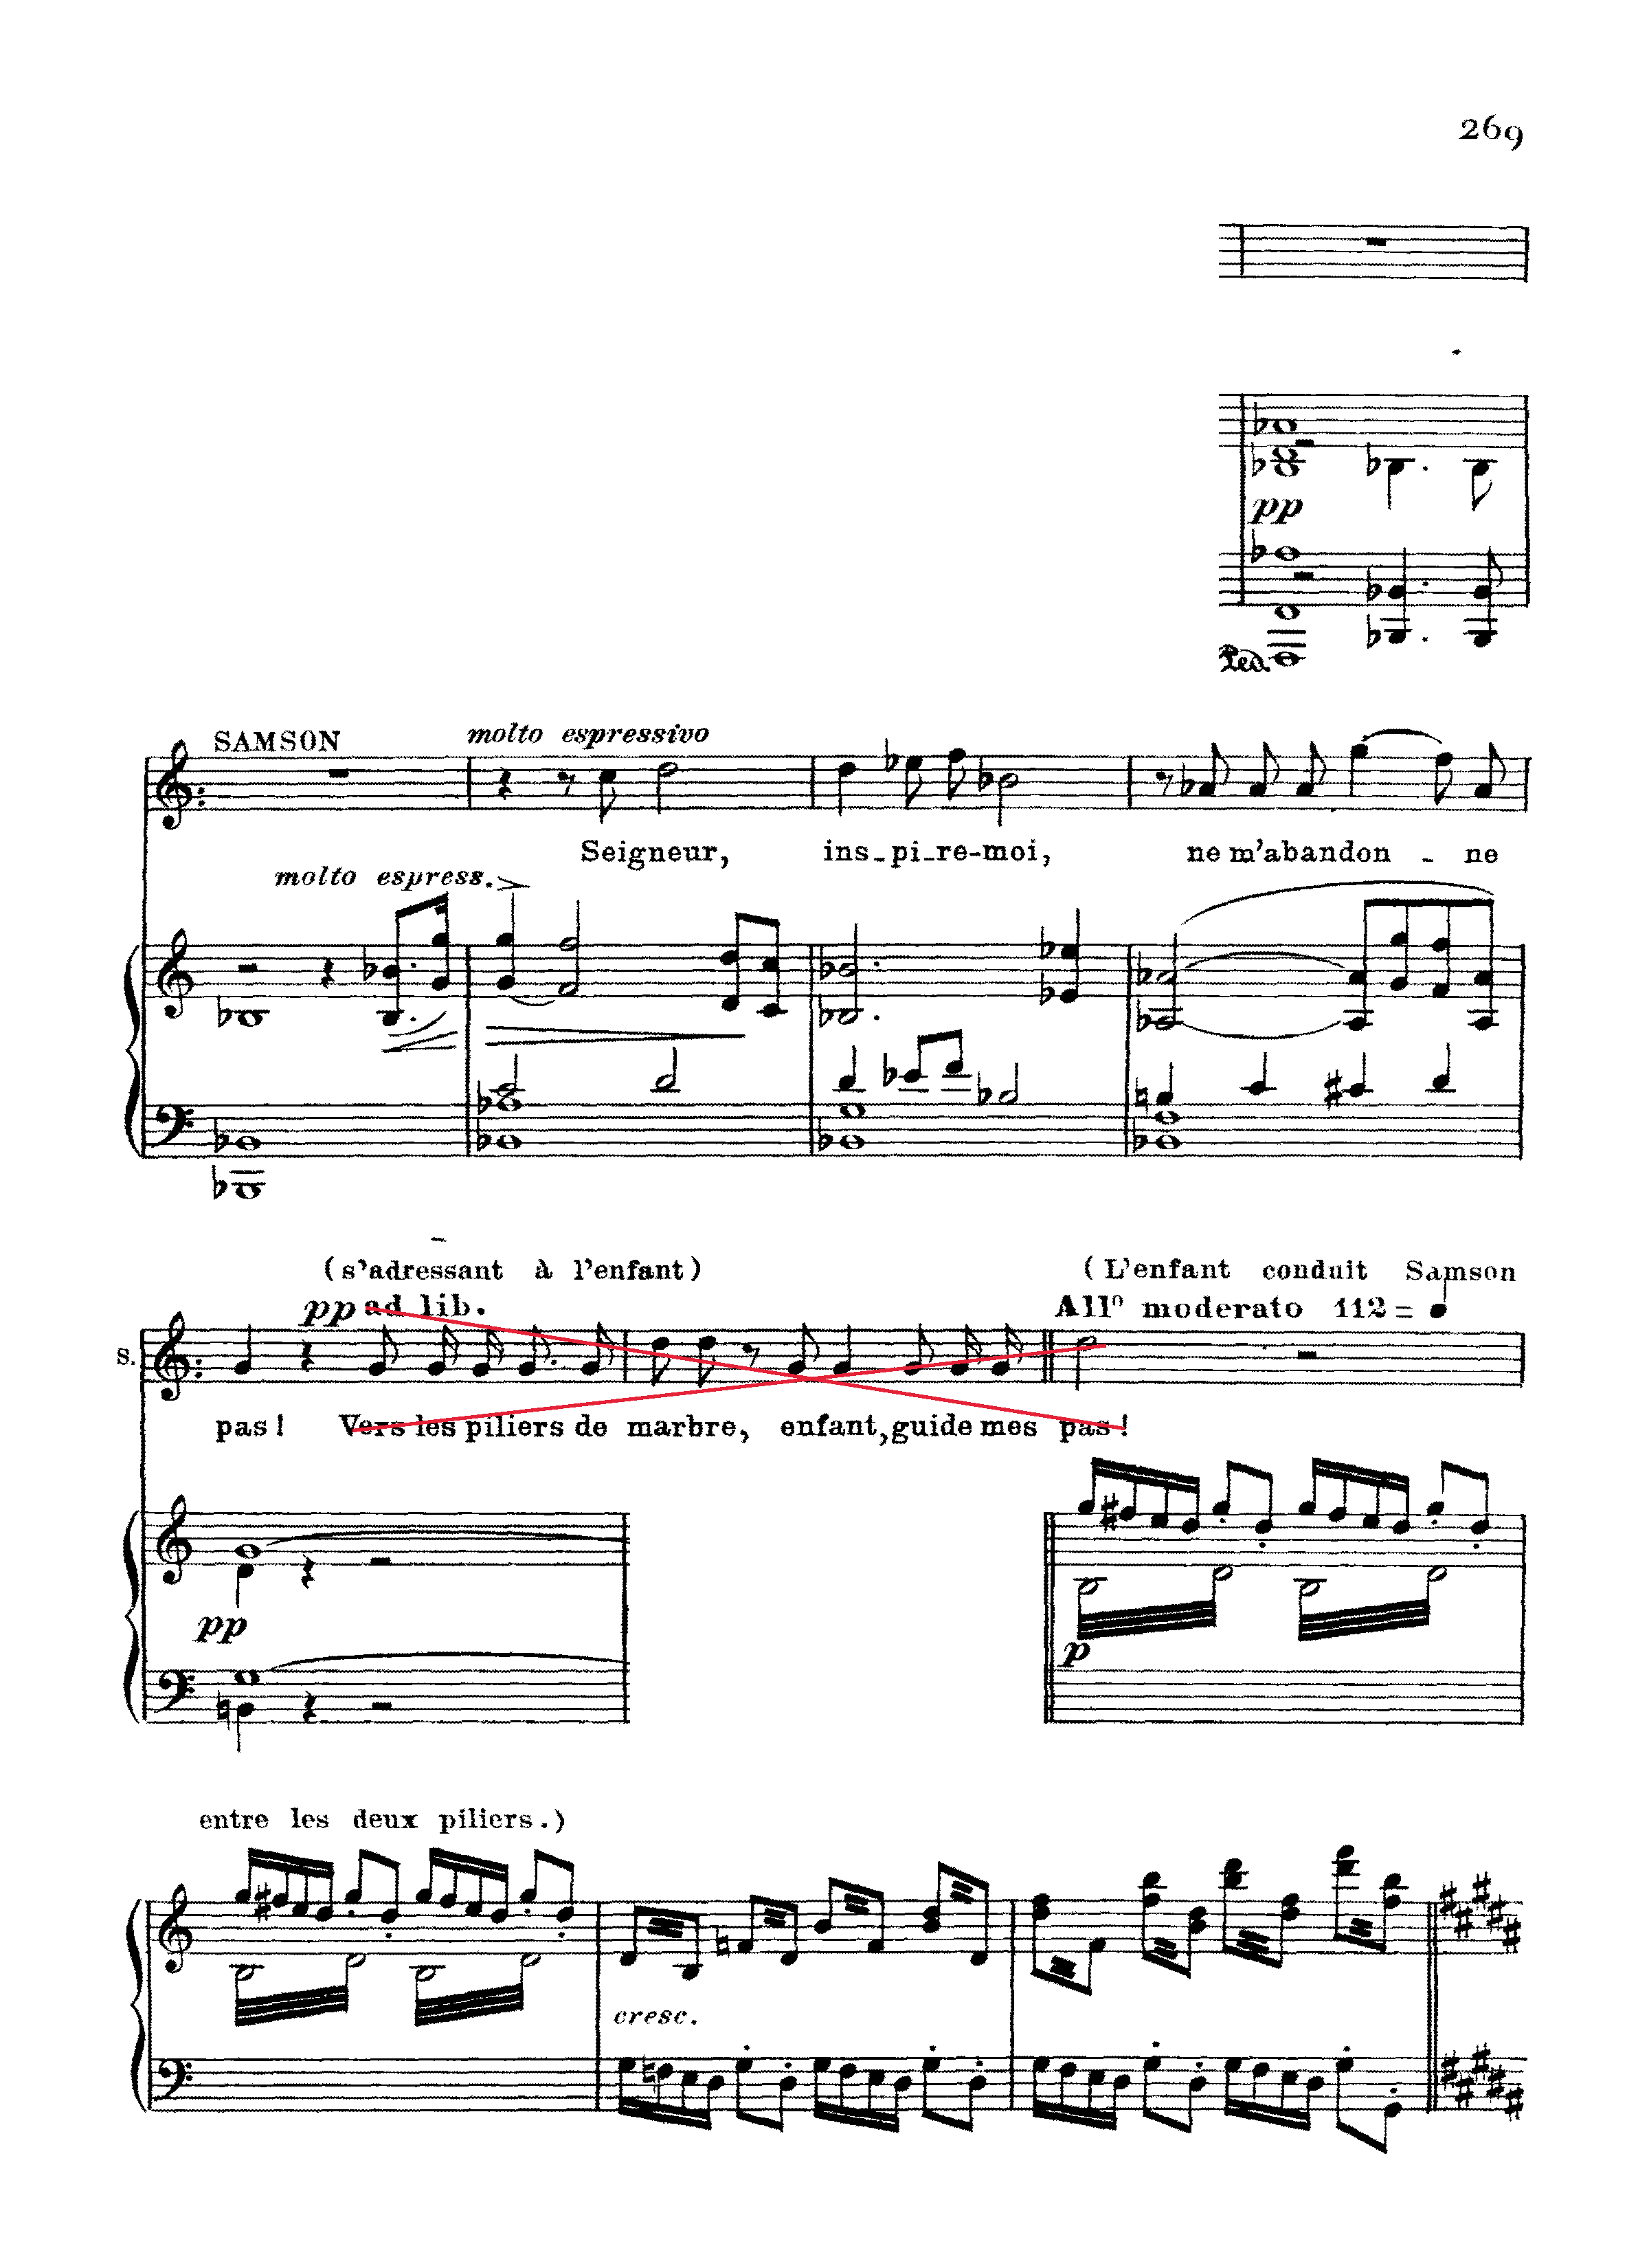 269
pp
Ped.
SAMSON
molto espressivo
Seigneur, ins_pi_re-moi, ne m'abandon _ ne
molto espress.
(s'adressant à l'enfant) (L'enfant conduit Samson
pp ad lib. Allº moderato 112 = ♩
S.
pas! Vers les piliers de marbre, enfant, guide mes pas!
pp
p
entre les deux piliers.)
cresc.